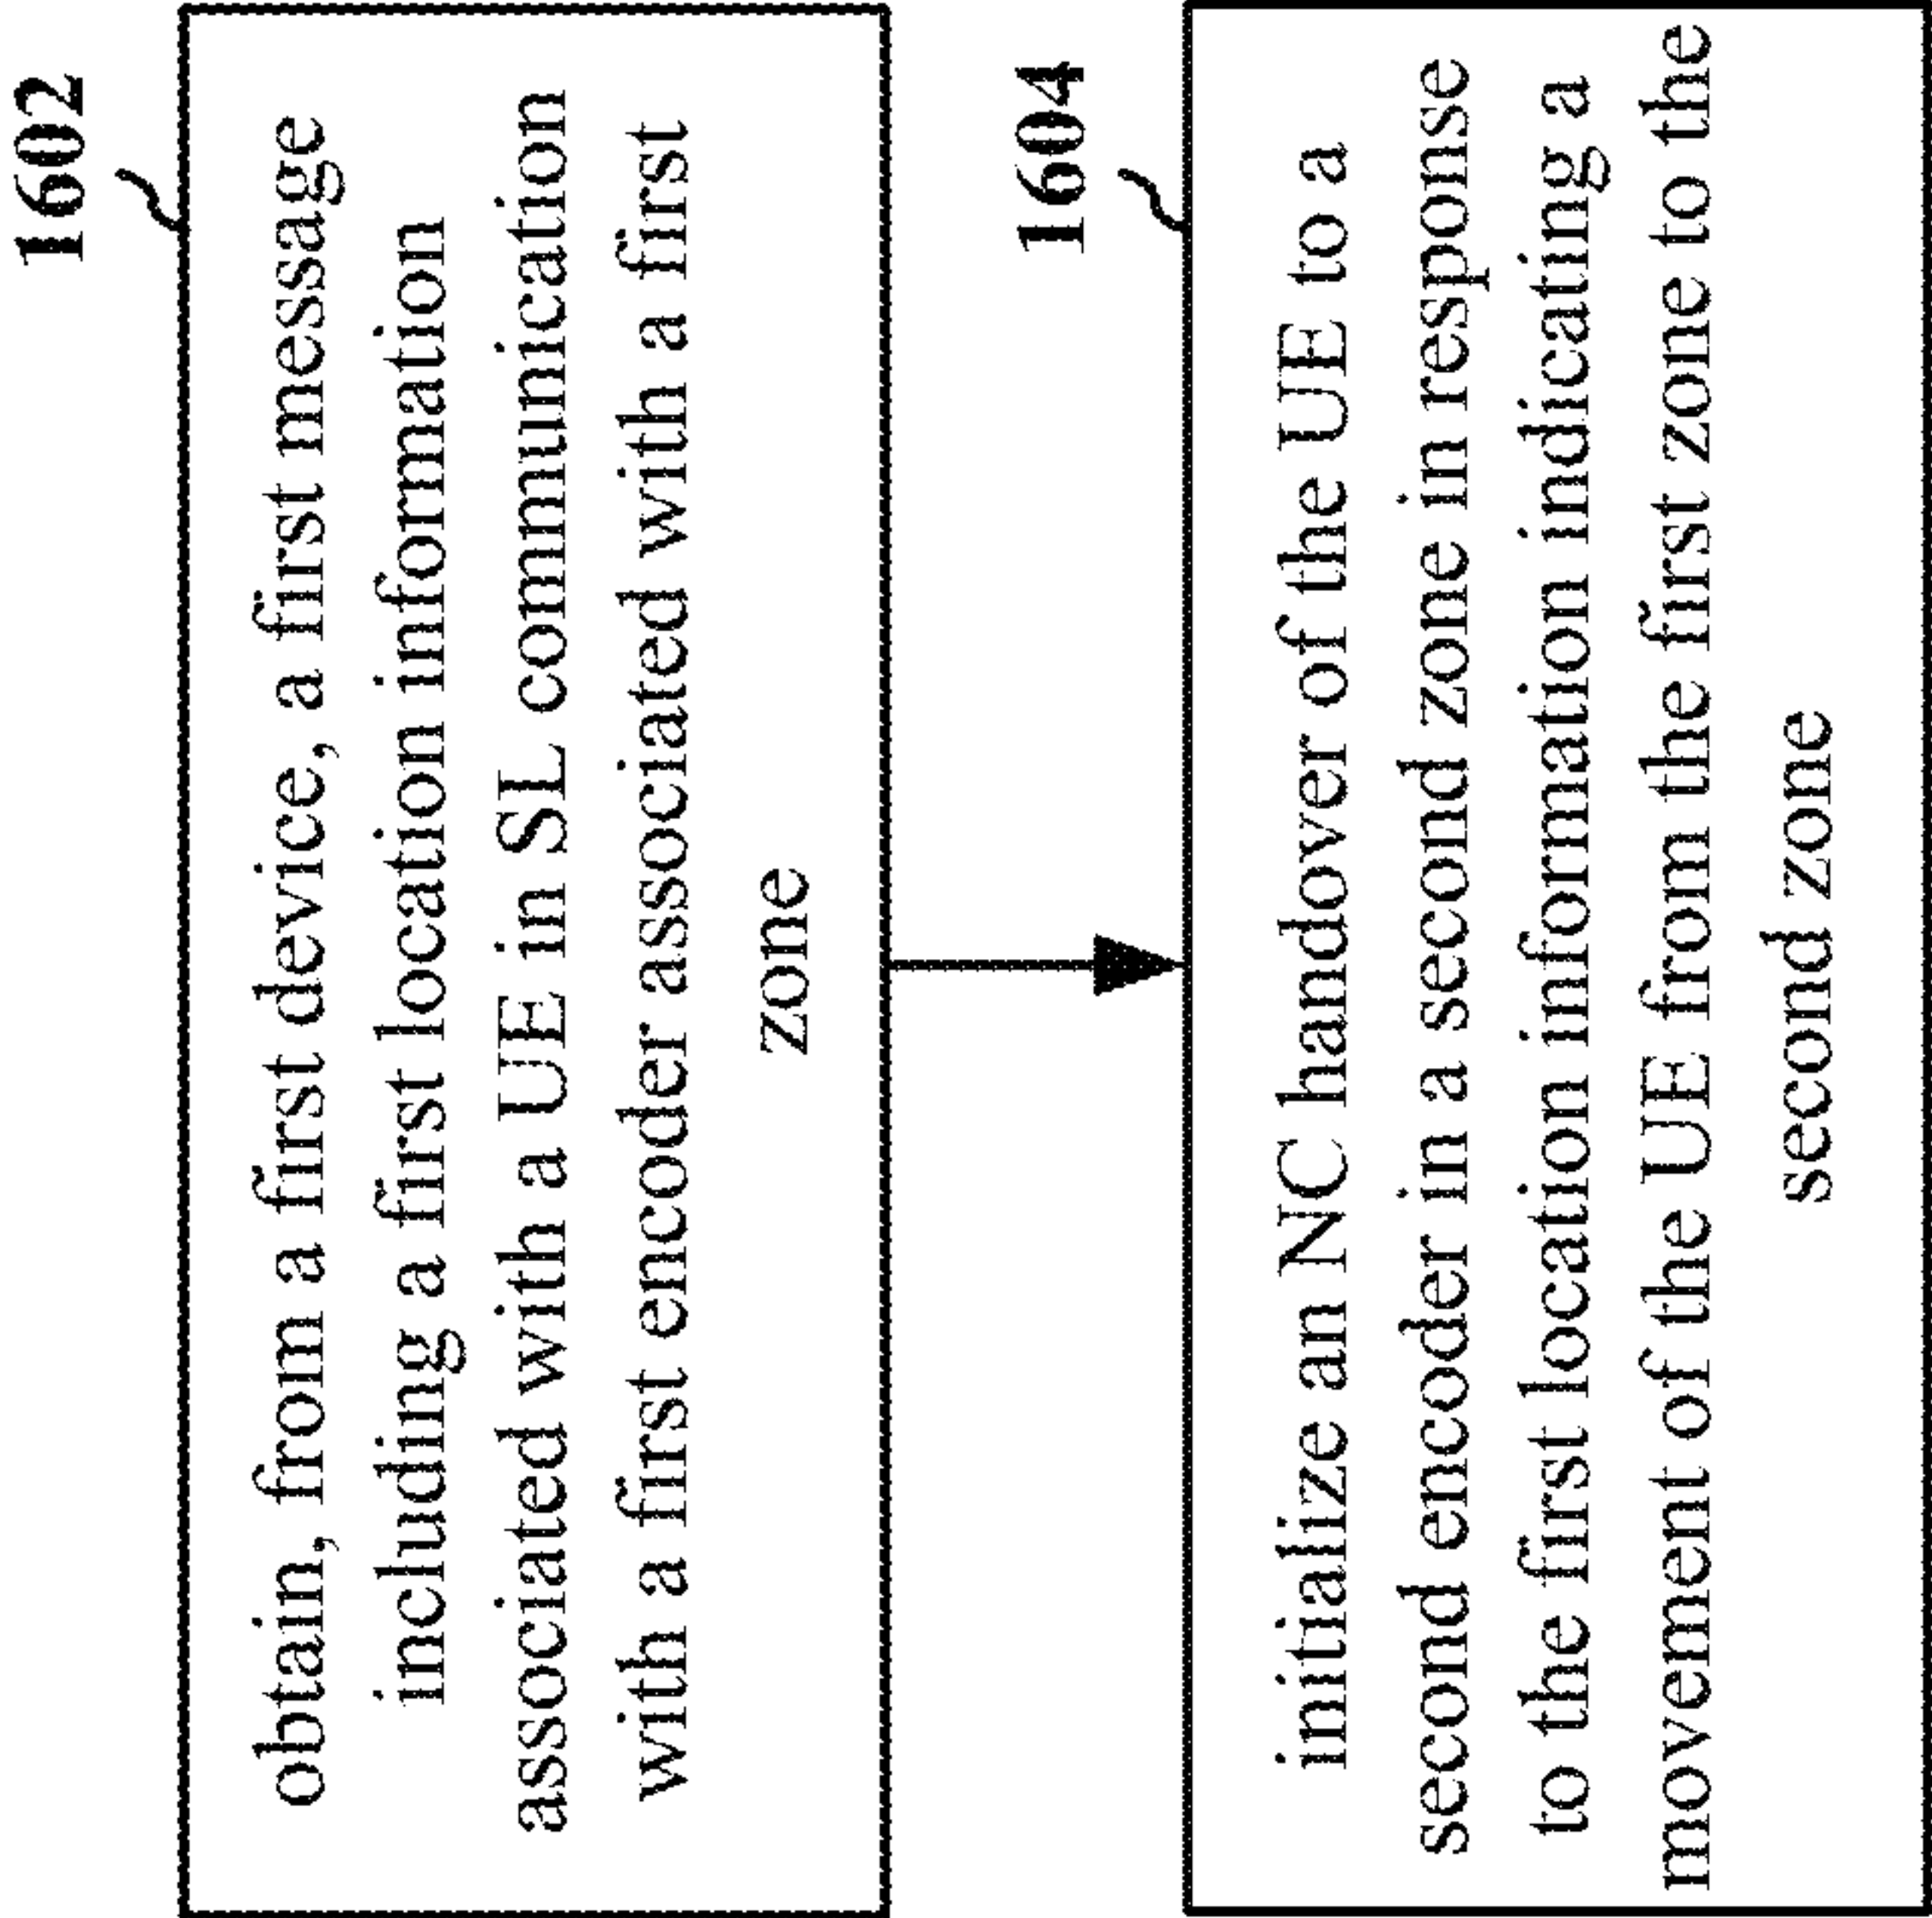 1602
obtain, from a first device, a first message
including a first location information
associated with a UE in SL communication
with a first encoder associated with a first
zone
1604
initialize an NC handover of the UE to a
second encoder in a second zone in response
to the first location information indicating a
movement of the UE from the first zone to the
second zone